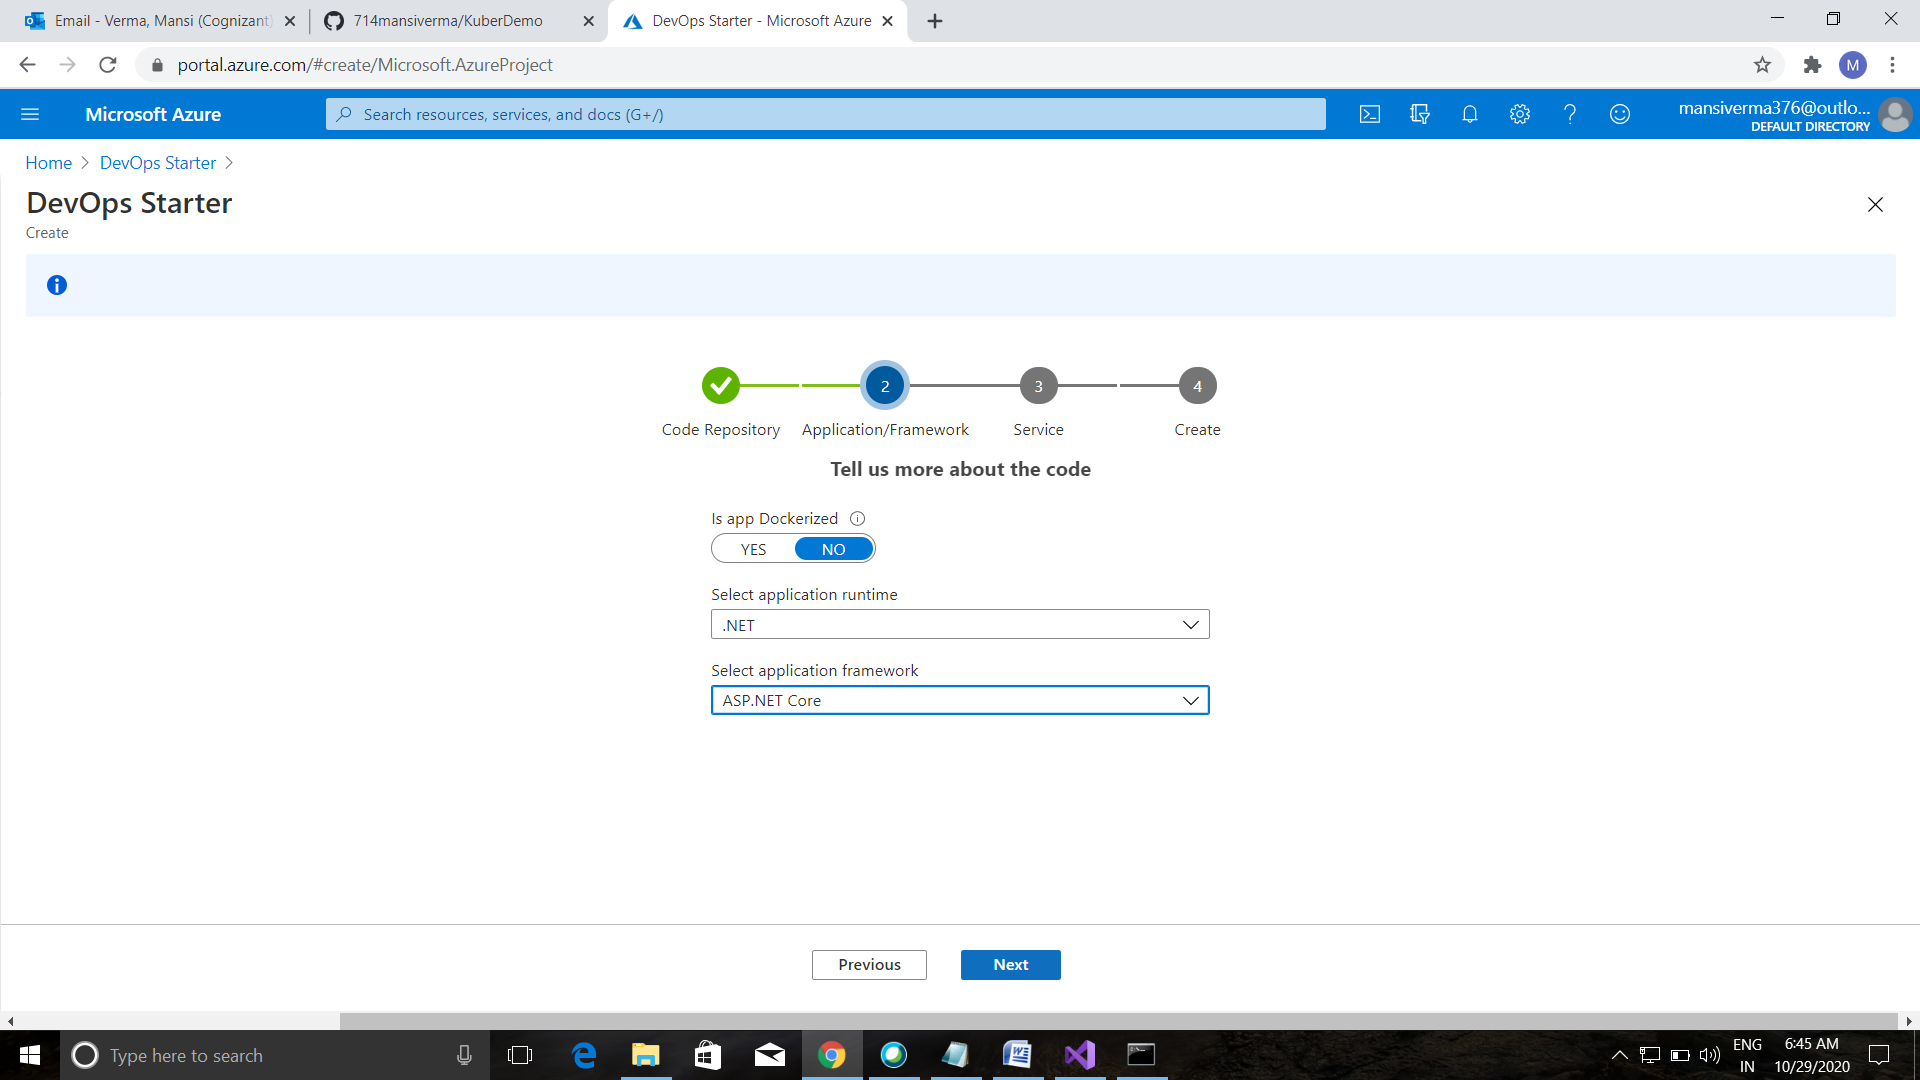 Email - Verma, Mansi (Cognizant)
714mansiverma/KuberDemo
DevOps Starter - Microsoft Azure
portal.azure.com/#create/Microsoft.AzureProject
M
Microsoft Azure
Search resources, services, and docs (G+/)
mansiverma376@outlo...
DEFAULT DIRECTORY
Home > DevOps Starter >
DevOps Starter
Create
2
3
4
Code Repository
Application/Framework
Service
Create
Tell us more about the code
Is app Dockerized
YES
NO
Select application runtime
.NET
Select application framework
ASP.NET Core
Previous
Next
Type here to search
ENG
IN
6:45 AM
10/29/2020